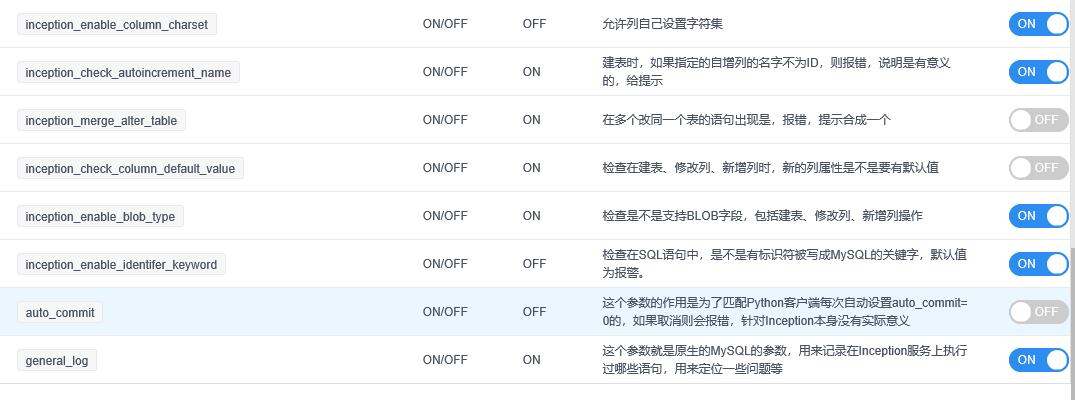 inception_enable_column_charset ON/OFF OFF 允许列自己设置字符集 ON
inception_check_autoincrement_name ON/OFF ON 建表时，如果指定的自增列的名字不为ID，则报错，说明是有意义 ON
的，给提示
inception_merge_alter_table ON/OFF ON 在多个改同一个表的语句出现是，报错，提示合成一个 OFF
inception_check_column_default_value ON/OFF ON 检查在建表、修改列、新增列时，新的列属性是不是要有默认值 OFF
inception_enable_blob_type ON/OFF ON 检查是不是支持BLOB字段，包括建表、修改列、新增列操作 ON
inception_enable_identifer_keyword ON/OFF OFF 检查在SQL语句中，是不是有标识符被写成MySQL的关键字，默认值 ON
为报警。
auto_commit ON/OFF OFF 这个参数的作用是为了匹配Python客户端每次自动设置auto_commit= OFF
0的，如果取消则会报错，针对Inception本身没有实际意义
general_log ON/OFF ON 这个参数就是原生的MySQL的参数，用来记录在Inception服务上执行 ON
过哪些语句，用来定位一些问题等